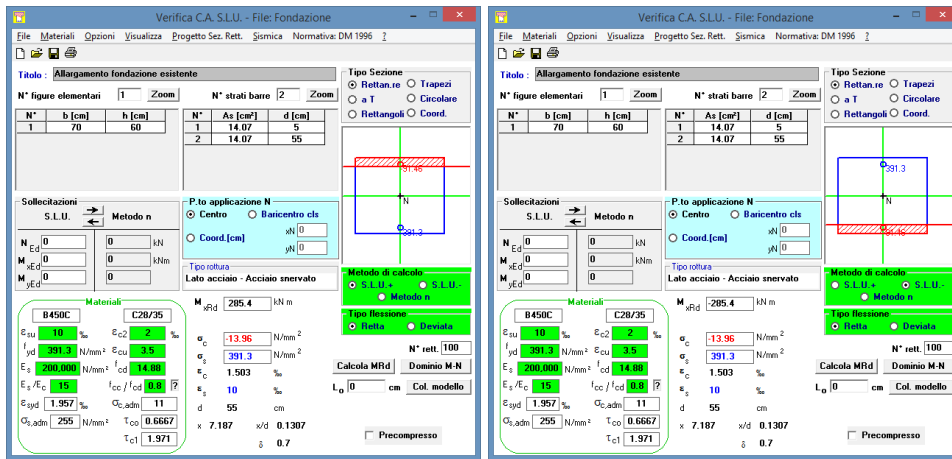 Verifica C.A. S.L.U. - File: Fondazione
File Materiali Opzioni Visualizza Progetto Sez. Rett. Sismica Normativa: DM 1996 ?
Titolo : Allargamento fondazione esistente
N° figure elementari 1 Zoom N° strati barre 2 Zoom
N° b [cm] h [cm]
1 70 60
N° As [cm²] d [cm]
1 14.07 5
2 14.07 55
Tipo Sezione
Rettan.re Trapezi
a T Circolare
Rettangoli Coord.
91.46
N
391.3
Sollecitazioni
S.L.U. Metodo n
N Ed 0 0 kN
M xEd 0 0 kNm
M yEd 0 0
P.to applicazione N
Centro Baricentro cls
Coord.[cm] xN 0
yN 0
Tipo rottura
Lato acciaio - Acciaio snervato
Metodo di calcolo
S.L.U.+ S.L.U.-
Metodo n
Tipo flessione
Retta Deviata
Materiali
B450C C28/35
εsu 10 ‰ εc2 2 ‰
fyd 391.3 N/mm² εcu 3.5
Es 200,000 N/mm² fcd 14.88
Es/Ec 15 fcc / fcd 0.8 ?
εsyd 1.957 ‰ σc,adm 11
σs,adm 255 N/mm² τco 0.6667
τc1 1.971
M xRd 285.4 kN m
σc -13.96 N/mm²
σs 391.3 N/mm²
εc 1.503 ‰
εs 10 ‰
d 55 cm
x 7.187 x/d 0.1307
δ 0.7
N° rett. 100
Calcola MRd Dominio M-N
Lo 0 cm Col. modello
Precompresso
Verifica C.A. S.L.U. - File: Fondazione
File Materiali Opzioni Visualizza Progetto Sez. Rett. Sismica Normativa: DM 1996 ?
Titolo : Allargamento fondazione esistente
N° figure elementari 1 Zoom N° strati barre 2 Zoom
N° b [cm] h [cm]
1 70 60
N° As [cm²] d [cm]
1 14.07 5
2 14.07 55
Tipo Sezione
Rettan.re Trapezi
a T Circolare
Rettangoli Coord.
391.3
N
91.46
Sollecitazioni
S.L.U. Metodo n
N Ed 0 0 kN
M xEd 0 0 kNm
M yEd 0 0
P.to applicazione N
Centro Baricentro cls
Coord.[cm] xN 0
yN 0
Tipo rottura
Lato acciaio - Acciaio snervato
Metodo di calcolo
S.L.U.+ S.L.U.-
Metodo n
Tipo flessione
Retta Deviata
Materiali
B450C C28/35
εsu 10 ‰ εc2 2 ‰
fyd 391.3 N/mm² εcu 3.5
Es 200,000 N/mm² fcd 14.88
Es/Ec 15 fcc / fcd 0.8 ?
εsyd 1.957 ‰ σc,adm 11
σs,adm 255 N/mm² τco 0.6667
τc1 1.971
M xRd -285.4 kN m
σc -13.96 N/mm²
σs 391.3 N/mm²
εc 1.503 ‰
εs 10 ‰
d 55 cm
x 7.187 x/d 0.1307
δ 0.7
N° rett. 100
Calcola MRd Dominio M-N
Lo 0 cm Col. modello
Precompresso